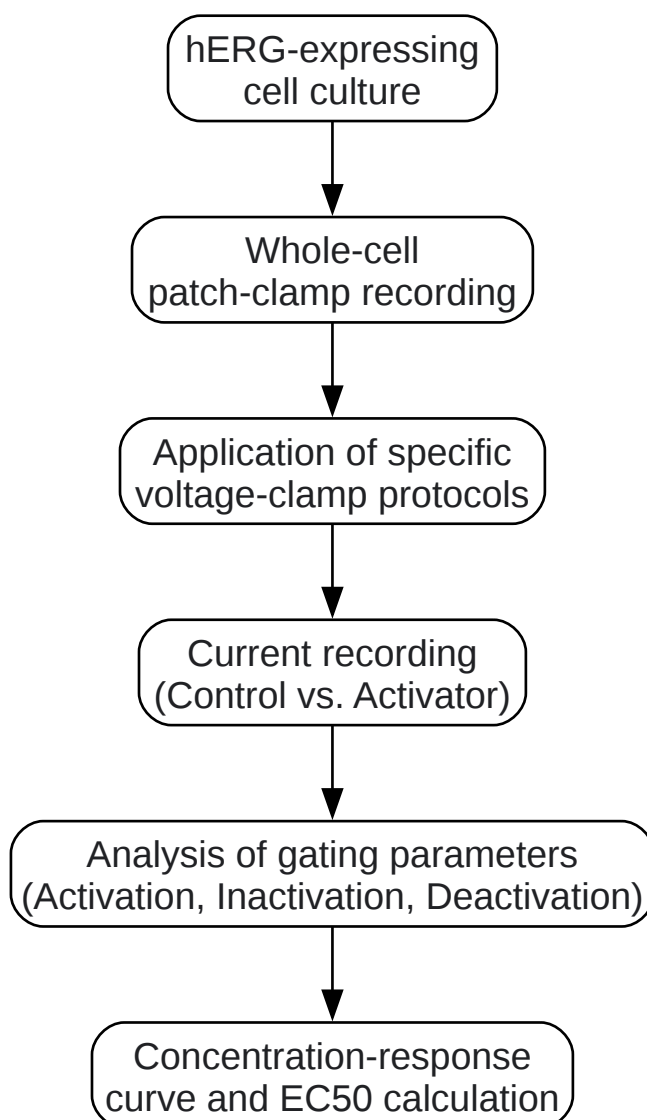 hERG-expressing
cell culture
Whole-cell
patch-clamp recording
Application of specific
voltage-clamp protocols
Current recording
(Control vs. Activator)
Analysis of gating parameters
(Activation, Inactivation, Deactivation)
Concentration-response
curve and EC50 calculation